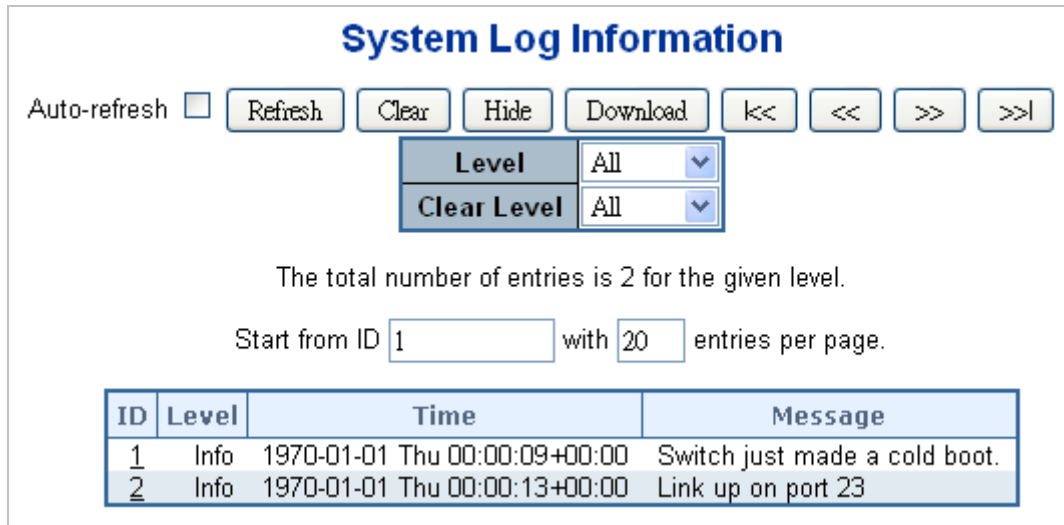 System Log Information
Auto-refresh Refresh Clear Hide Download |<< << >> >>|
Level All
Clear Level All
The total number of entries is 2 for the given level.
Start from ID 1 with 20 entries per page.
ID Level Time Message
1 Info 1970-01-01 Thu 00:00:09+00:00 Switch just made a cold boot.
2 Info 1970-01-01 Thu 00:00:13+00:00 Link up on port 23